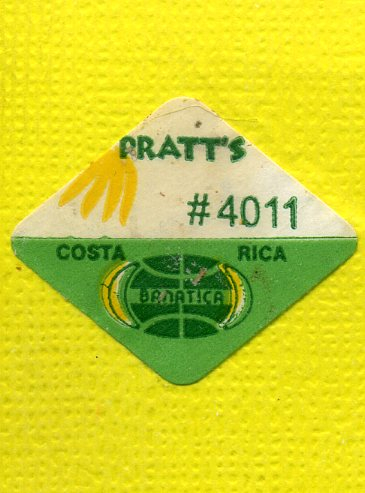 PRATT'S
#4011
COSTA RICA
BANATICA